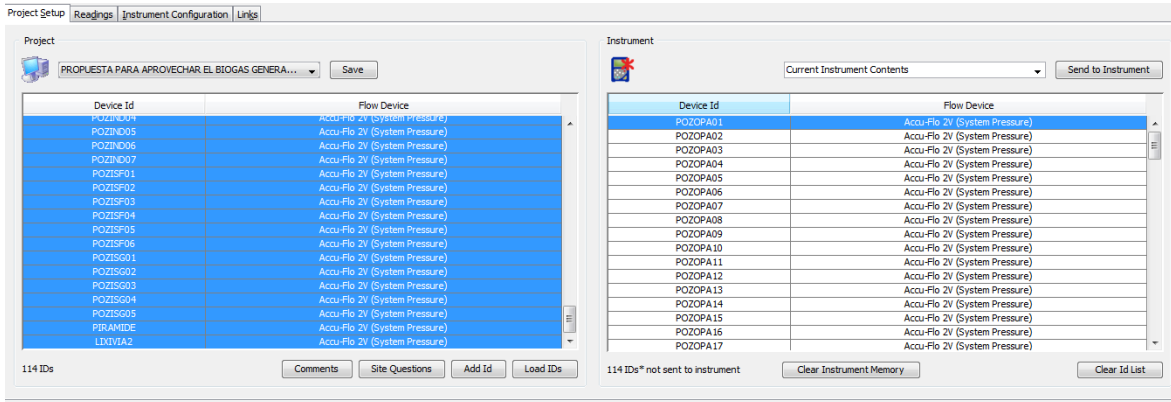 Project Setup Readings Instrument Configuration Links
Project
PROPUESTA PARA APROVECHAR EL BIOGAS GENERA... Save
Device Id Flow Device
POZIND04 Accu-Flo 2V (System Pressure)
POZIND05 Accu-Flo 2V (System Pressure)
POZIND06 Accu-Flo 2V (System Pressure)
POZIND07 Accu-Flo 2V (System Pressure)
POZISF01 Accu-Flo 2V (System Pressure)
POZISF02 Accu-Flo 2V (System Pressure)
POZISF03 Accu-Flo 2V (System Pressure)
POZISF04 Accu-Flo 2V (System Pressure)
POZISF05 Accu-Flo 2V (System Pressure)
POZISF06 Accu-Flo 2V (System Pressure)
POZISG01 Accu-Flo 2V (System Pressure)
POZISG02 Accu-Flo 2V (System Pressure)
POZISG03 Accu-Flo 2V (System Pressure)
POZISG04 Accu-Flo 2V (System Pressure)
POZISG05 Accu-Flo 2V (System Pressure)
PIRAMIDE Accu-Flo 2V (System Pressure)
LIXIVIA2 Accu-Flo 2V (System Pressure)
114 IDs Comments Site Questions Add Id Load IDs
Instrument
Current Instrument Contents Send to Instrument
Device Id Flow Device
POZOPA01 Accu-Flo 2V (System Pressure)
POZOPA02 Accu-Flo 2V (System Pressure)
POZOPA03 Accu-Flo 2V (System Pressure)
POZOPA04 Accu-Flo 2V (System Pressure)
POZOPA05 Accu-Flo 2V (System Pressure)
POZOPA06 Accu-Flo 2V (System Pressure)
POZOPA07 Accu-Flo 2V (System Pressure)
POZOPA08 Accu-Flo 2V (System Pressure)
POZOPA09 Accu-Flo 2V (System Pressure)
POZOPA10 Accu-Flo 2V (System Pressure)
POZOPA11 Accu-Flo 2V (System Pressure)
POZOPA12 Accu-Flo 2V (System Pressure)
POZOPA13 Accu-Flo 2V (System Pressure)
POZOPA14 Accu-Flo 2V (System Pressure)
POZOPA15 Accu-Flo 2V (System Pressure)
POZOPA16 Accu-Flo 2V (System Pressure)
POZOPA17 Accu-Flo 2V (System Pressure)
114 IDs* not sent to instrument Clear Instrument Memory Clear Id List